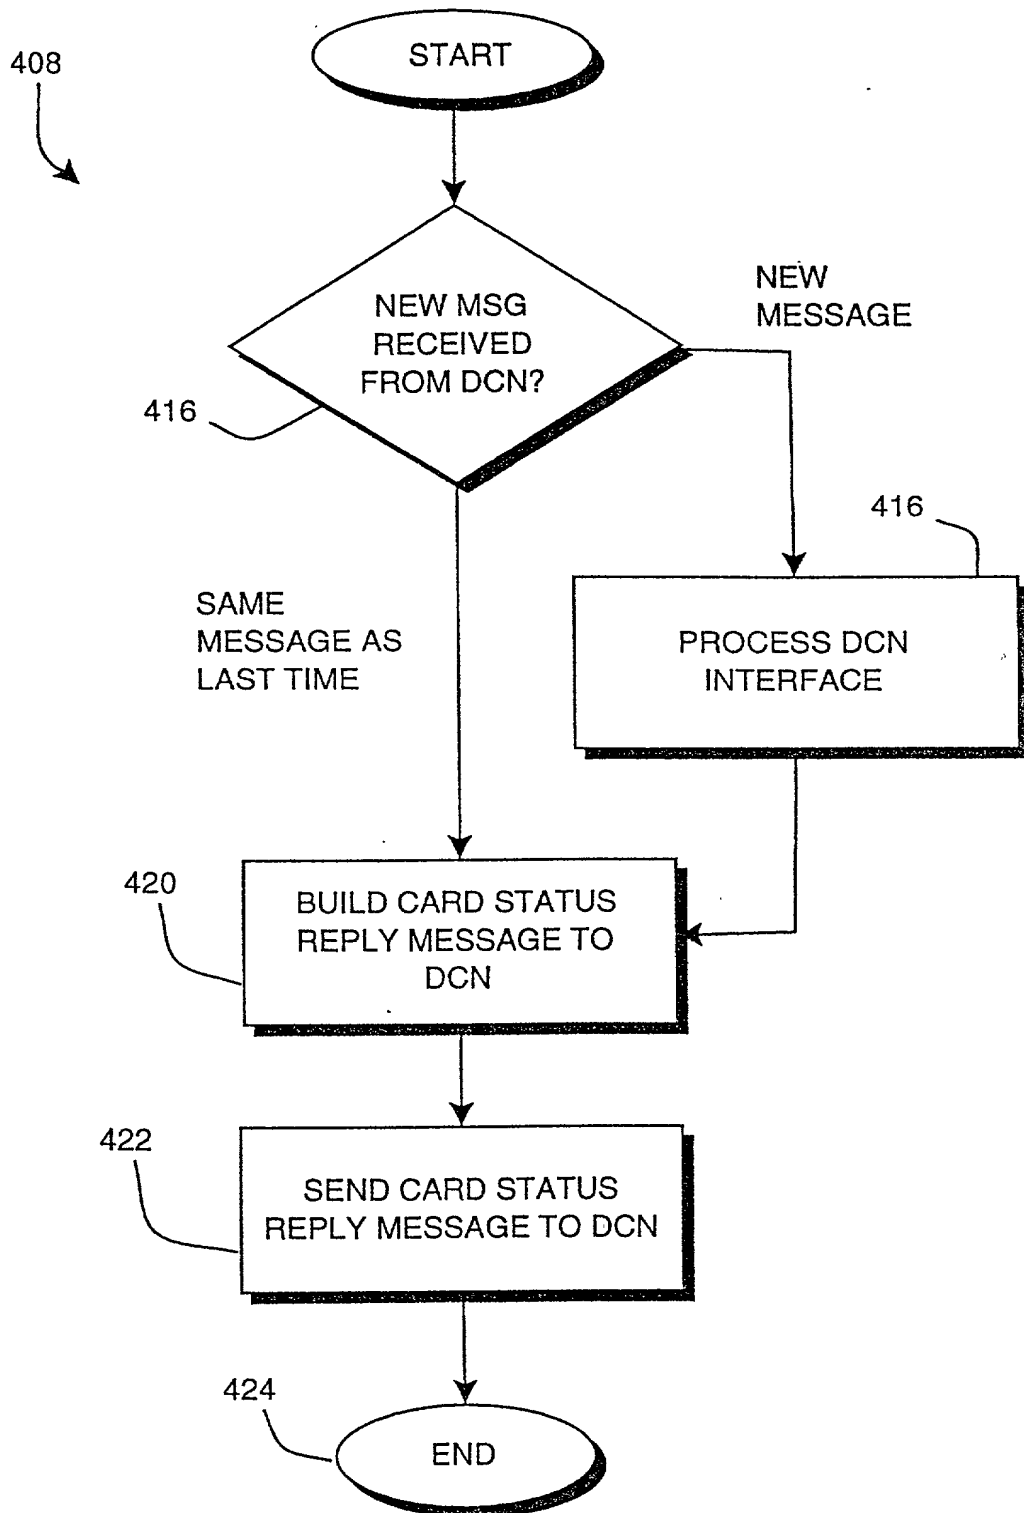 START
408
NEW MSG
RECEIVED
FROM DCN?
NEW
MESSAGE
416
416
SAME
MESSAGE AS
LAST TIME
PROCESS DCN
INTERFACE
420
BUILD CARD STATUS
REPLY MESSAGE TO
DCN
422
SEND CARD STATUS
REPLY MESSAGE TO DCN
424
END